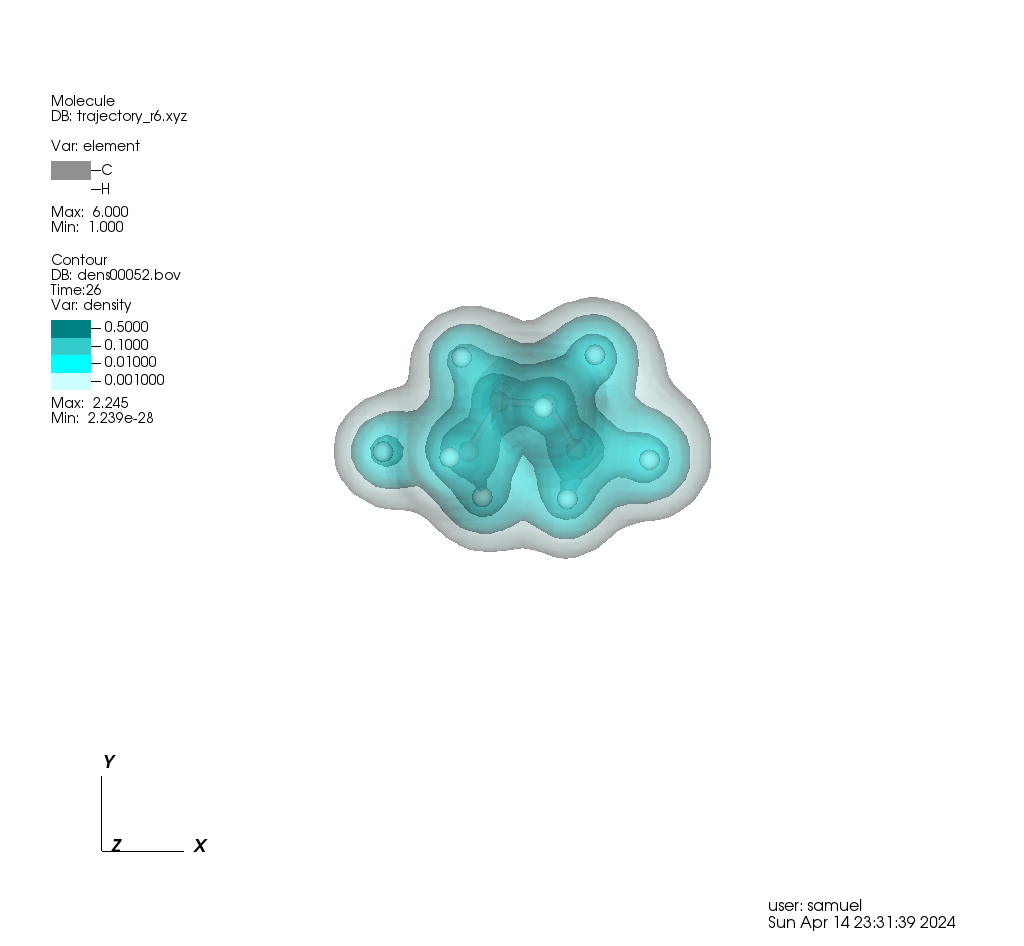 Molecule
DB: trajectory_r6.xyz
Var: element
C
H
Max: 6.000
Min: 1.000
Contour
DB: dens00052.bov
Time:26
Var: density
0.5000
0.1000
0.01000
0.001000
Max: 2.245
Min: 2.239e-28
Y
Z
X
user: samuel
Sun Apr 14 23:31:39 2024